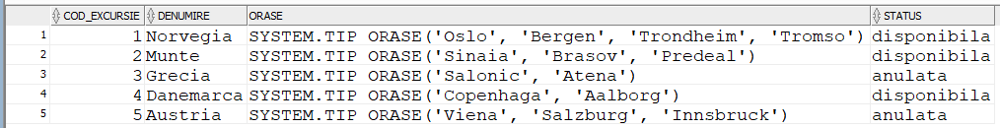 COD_EXCURSIE DENUMIRE ORASE STATUS
1 1 Norvegia SYSTEM.TIP ORASE('Oslo', 'Bergen', 'Trondheim', 'Tromso') disponibila
2 2 Munte SYSTEM.TIP ORASE('Sinaia', 'Brasov', 'Predeal') disponibila
3 3 Grecia SYSTEM.TIP ORASE('Salonic', 'Atena') anulata
4 4 Danemarca SYSTEM.TIP ORASE('Copenhaga', 'Aalborg') disponibila
5 5 Austria SYSTEM.TIP ORASE('Viena', 'Salzburg', 'Innsbruck') anulata